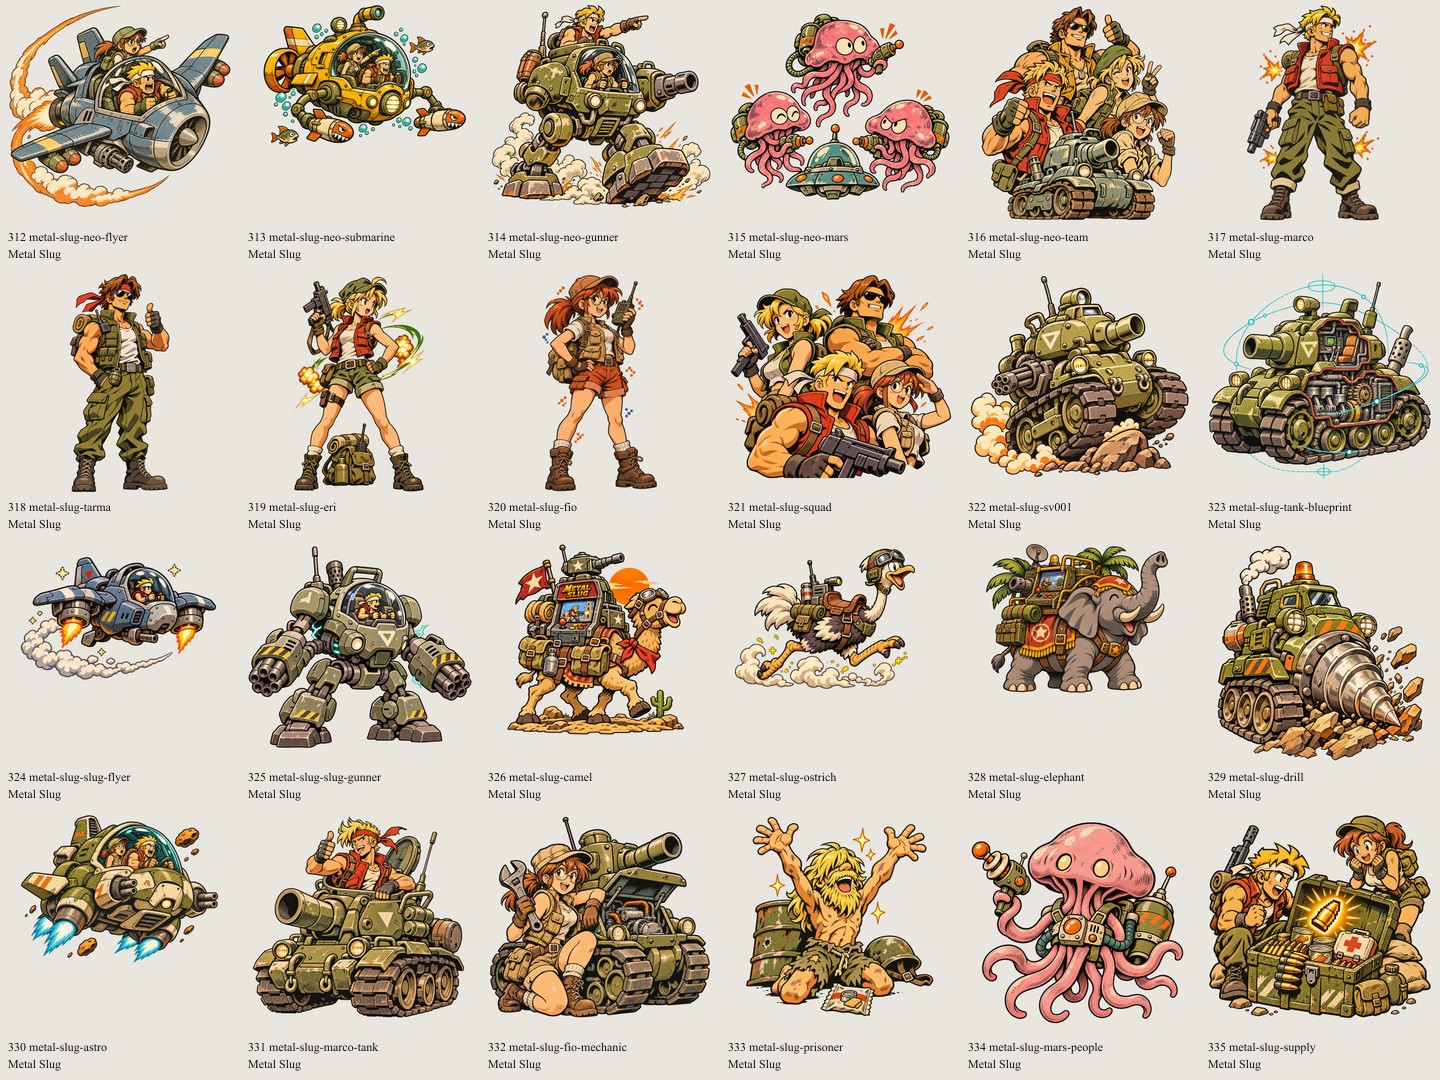 312 metal-slug-neo-flyer
Metal Slug
313 metal-slug-neo-submarine
Metal Slug
314 metal-slug-neo-gunner
Metal Slug
315 metal-slug-neo-mars
Metal Slug
316 metal-slug-neo-team
Metal Slug
317 metal-slug-marco
Metal Slug
318 metal-slug-tarma
Metal Slug
319 metal-slug-eri
Metal Slug
320 metal-slug-fio
Metal Slug
321 metal-slug-squad
Metal Slug
322 metal-slug-sv001
Metal Slug
323 metal-slug-tank-blueprint
Metal Slug
324 metal-slug-slug-flyer
Metal Slug
325 metal-slug-slug-gunner
Metal Slug
METAL
SLUG
326 metal-slug-camel
Metal Slug
327 metal-slug-ostrich
Metal Slug
328 metal-slug-elephant
Metal Slug
329 metal-slug-drill
Metal Slug
330 metal-slug-astro
Metal Slug
331 metal-slug-marco-tank
Metal Slug
332 metal-slug-fio-mechanic
Metal Slug
333 metal-slug-prisoner
Metal Slug
334 metal-slug-mars-people
Metal Slug
335 metal-slug-supply
Metal Slug